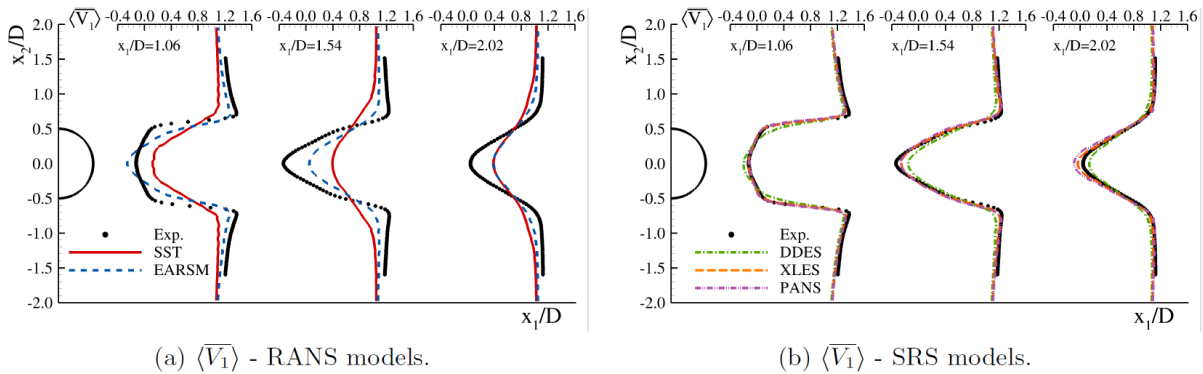 ⟨V̅₁⟩ -0.4 0.0 0.4 0.8 1.2 1.6 -0.4 0.0 0.4 0.8 1.2 1.6 -0.4 0.0 0.4 0.8 1.2 1.6
x₂/D
2.0
1.5
1.0
0.5
0.0
-0.5
-1.0
-1.5
-2.0
x₁/D=1.06 x₁/D=1.54 x₁/D=2.02
Exp.
SST
EARSM
x₁/D
(a) ⟨V̅₁⟩ - RANS models.
⟨V̅₁⟩ -0.4 0.0 0.4 0.8 1.2 1.6 -0.4 0.0 0.4 0.8 1.2 1.6 -0.4 0.0 0.4 0.8 1.2 1.6
x₂/D
2.0
1.5
1.0
0.5
0.0
-0.5
-1.0
-1.5
-2.0
x₁/D=1.06 x₁/D=1.54 x₁/D=2.02
Exp.
DDES
XLES
PANS
x₁/D
(b) ⟨V̅₁⟩ - SRS models.